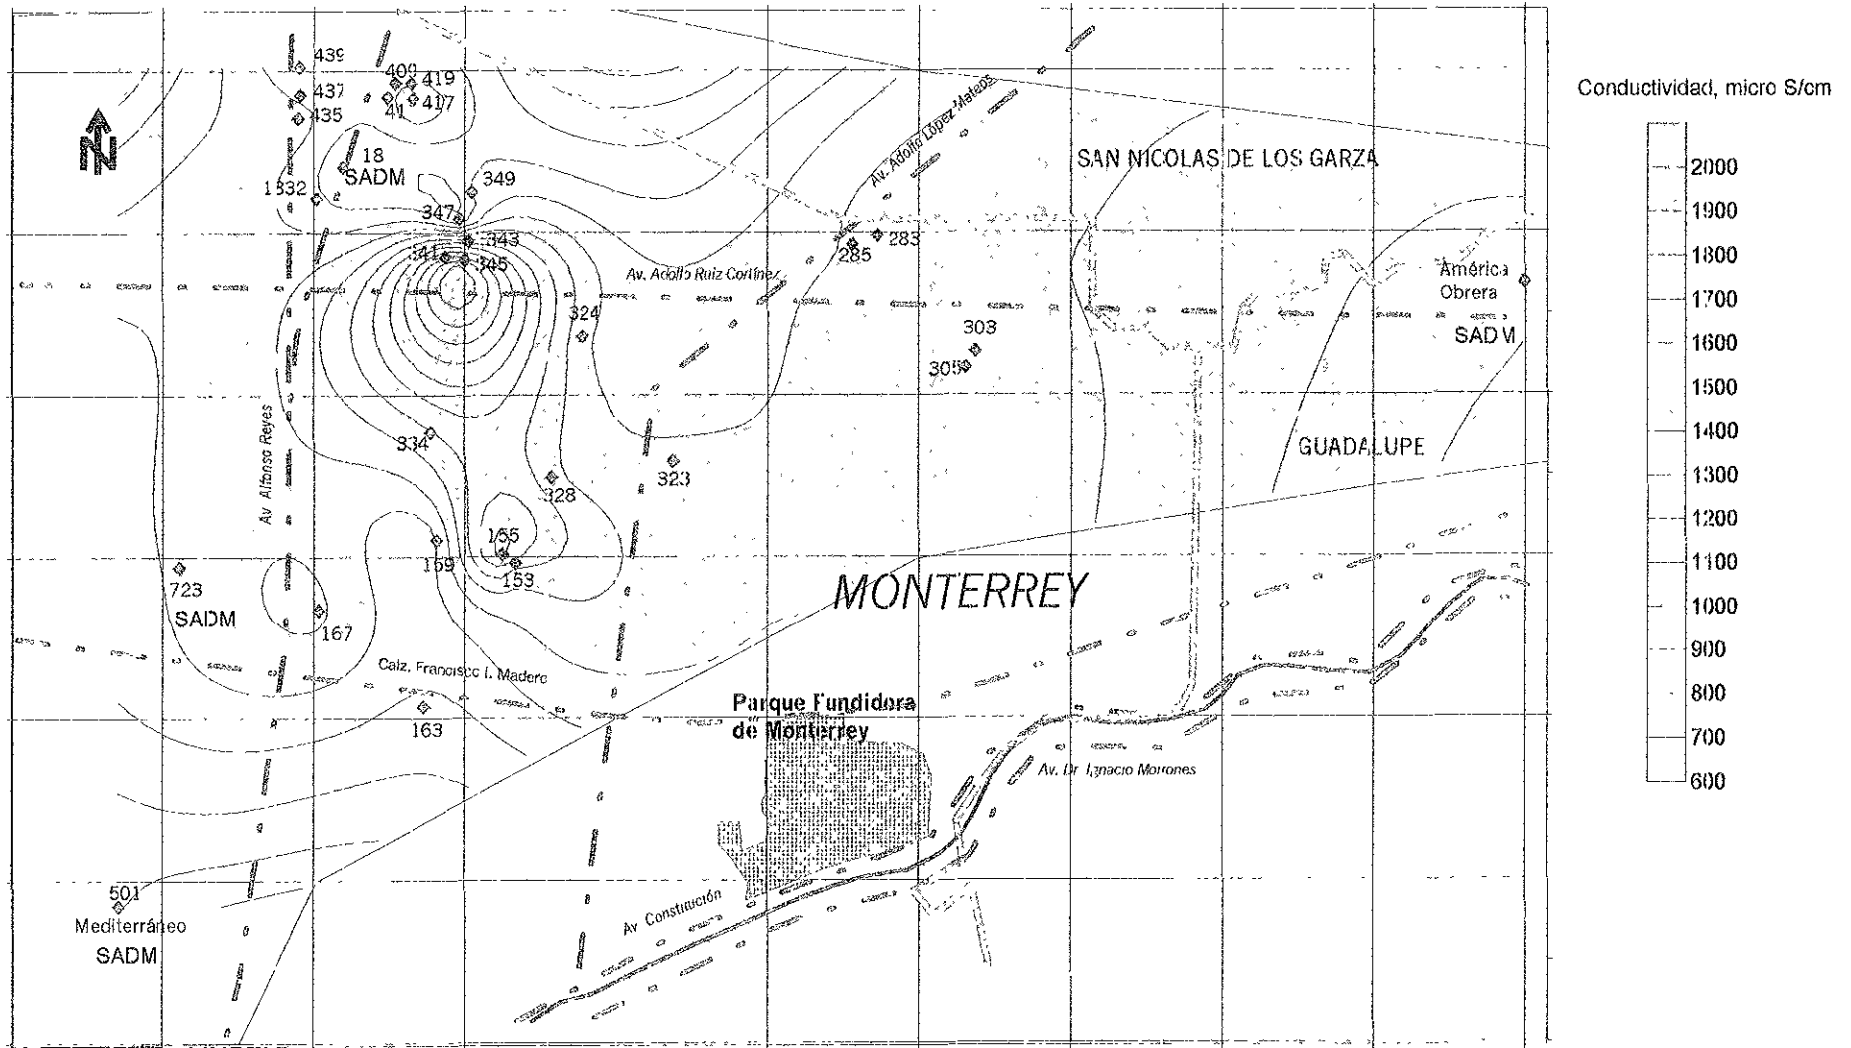 439
409
419
437
41
417
435
18
SADM
1332
349
347
343
341
345
Av. Adolfo López Mateos
SAN NICOLAS DE LOS GARZA
283
285
Av. Adolfo Ruiz Cortínez
América
Obrera
SADM
324
303
305
Av Alfonso Reyes
334
328
323
GUADALUPE
155
159
153
723
SADM
167
MONTERREY
Calz. Francisco I. Madero
163
Parque Fundidora
de Monterrey
Av. Dr. Ignacio Morrones
501
Mediterráneo
SADM
Av Constitución
N
Conductividad, micro S/cm
2000
1900
1800
1700
1600
1500
1400
1300
1200
1100
1000
900
800
700
600